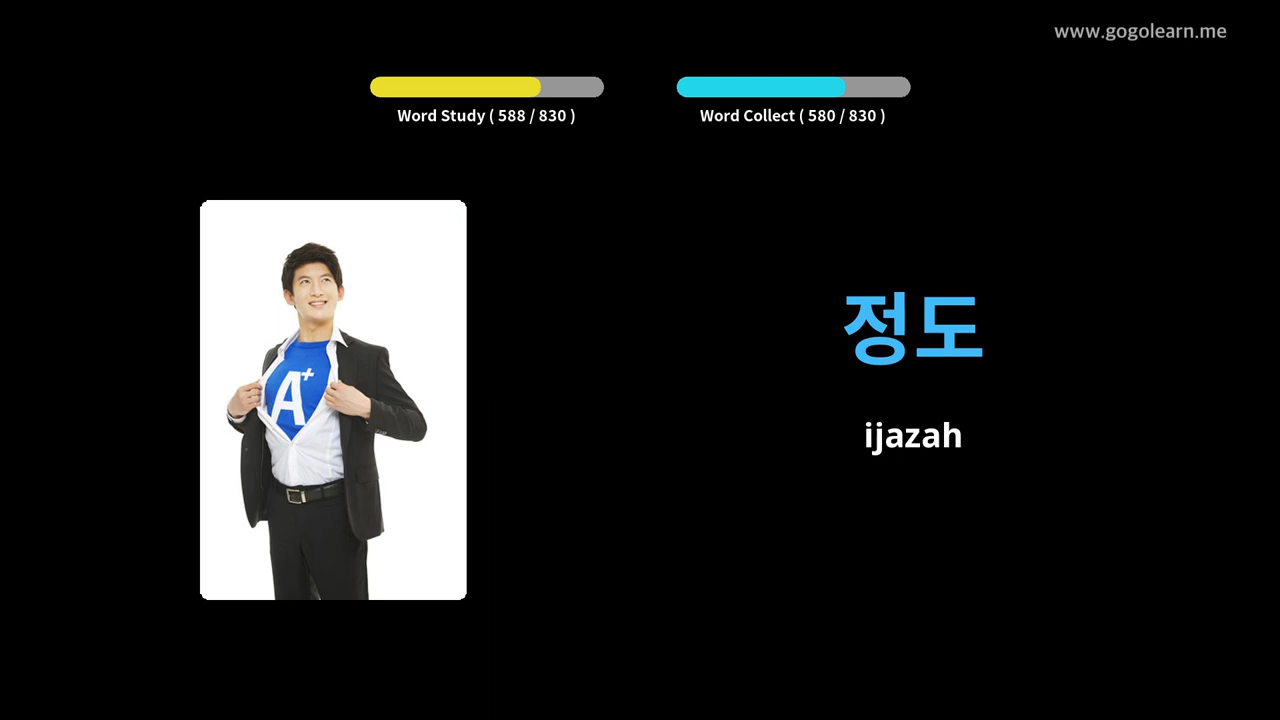 www.gogolearn.me
Word Study ( 588 / 830 )
Word Collect ( 580 / 830 )
A+
정도
ijazah